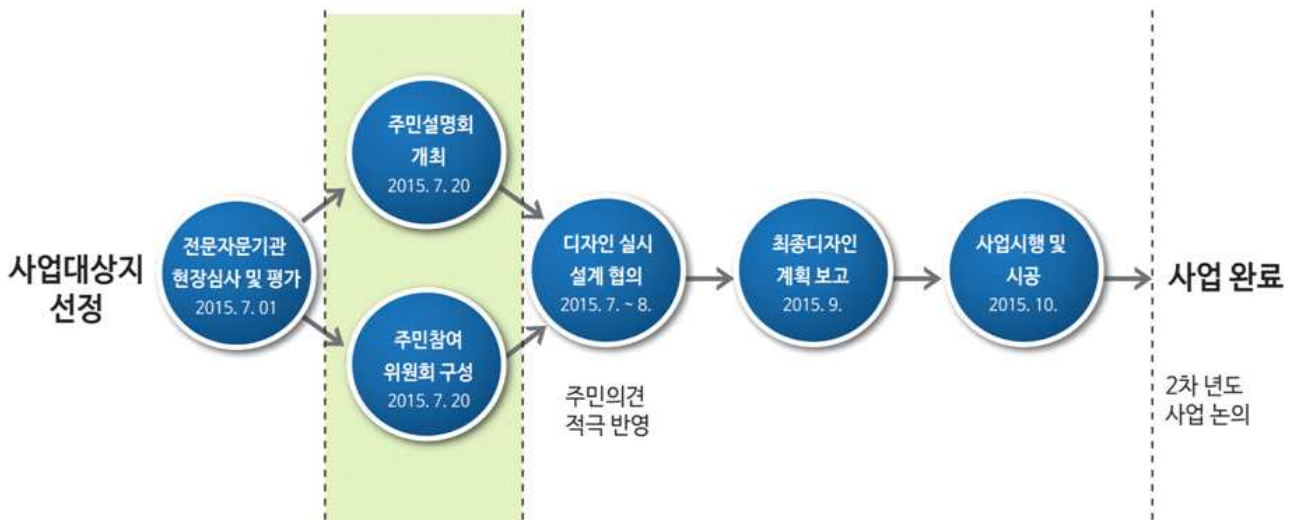 사업대상지
선정
전문자문기관
현장심사 및 평가
2015. 7. 01
주민설명회
개최
2015. 7. 20
주민참여
위원회 구성
2015. 7. 20
디자인 실시
설계 협의
2015. 7. ~ 8.
주민의견
적극 반영
최종디자인
계획 보고
2015. 9.
사업시행 및
시공
2015. 10.
사업 완료
2차 년도
사업 논의